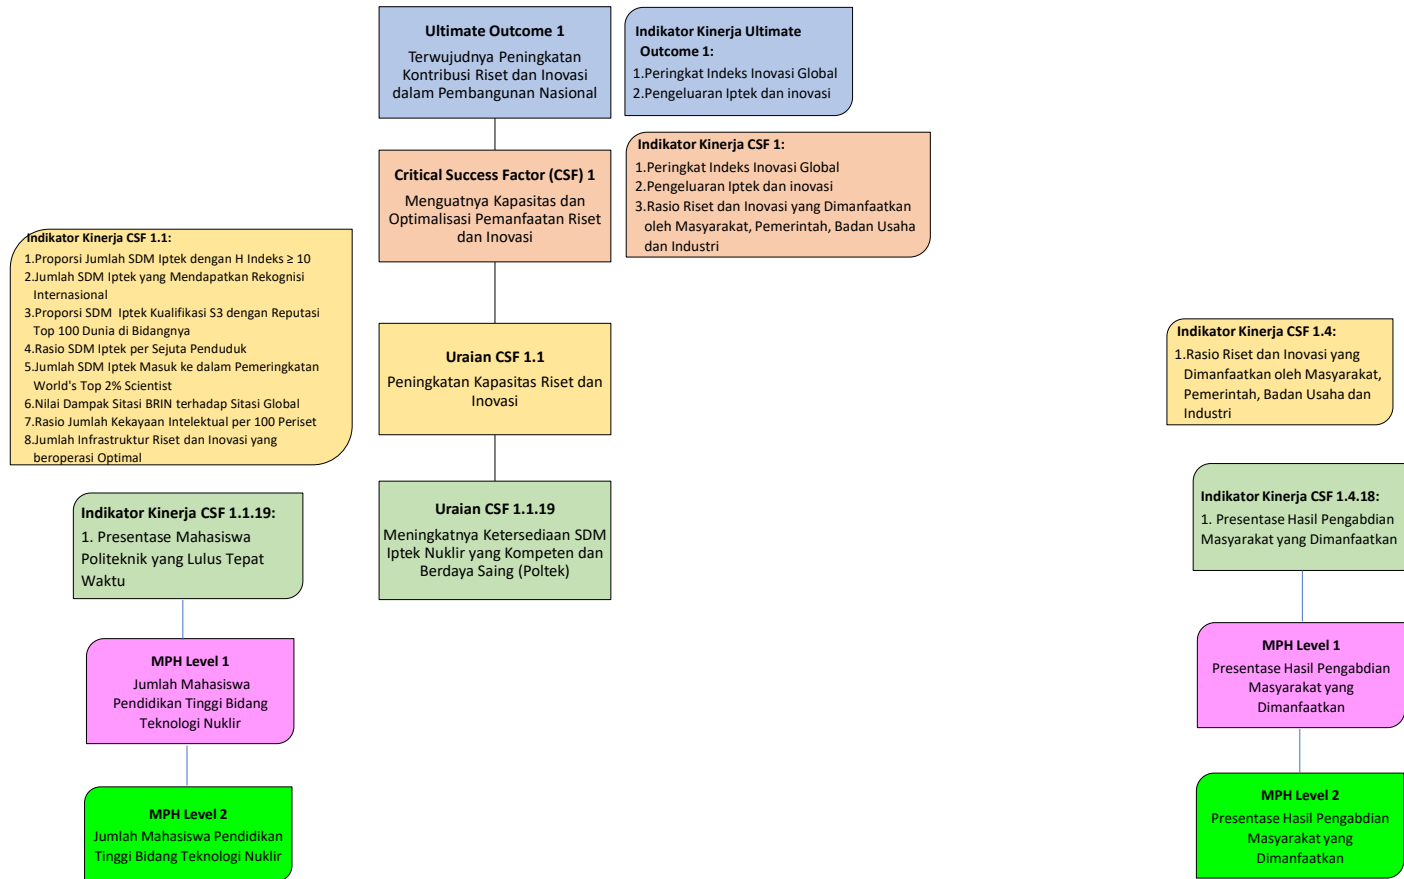 Ultimate Outcome 1
Terwujudnya Peningkatan
Kontribusi Riset dan Inovasi
dalam Pembangunan Nasional
Indikator Kinerja Ultimate
Outcome 1:
1.Peringkat Indeks Inovasi Global
2.Pengeluaran Iptek dan inovasi
Critical Success Factor (CSF) 1
Menguatnya Kapasitas dan
Optimalisasi Pemanfaatan Riset
dan Inovasi
Indikator Kinerja CSF 1:
1.Peringkat Indeks Inovasi Global
2.Pengeluaran Iptek dan inovasi
3.Rasio Riset dan Inovasi yang Dimanfaatkan
oleh Masyarakat, Pemerintah, Badan Usaha
dan Industri
Indikator Kinerja CSF 1.1:
1.Proporsi Jumlah SDM Iptek dengan H Indeks ≥ 10
2.Jumlah SDM Iptek yang Mendapatkan Rekognisi
Internasional
3.Proporsi SDM  Iptek Kualifikasi S3 dengan Reputasi
Top 100 Dunia di Bidangnya
4.Rasio SDM Iptek per Sejuta Penduduk
5.Jumlah SDM Iptek Masuk ke dalam Pemeringkatan
World's Top 2% Scientist
6.Nilai Dampak Sitasi BRIN terhadap Sitasi Global
7.Rasio Jumlah Kekayaan Intelektual per 100 Periset
8.Jumlah Infrastruktur Riset dan Inovasi yang
beroperasi Optimal
Uraian CSF 1.1
Peningkatan Kapasitas Riset dan
Inovasi
Indikator Kinerja CSF 1.4:
1.Rasio Riset dan Inovasi yang
Dimanfaatkan oleh Masyarakat,
Pemerintah, Badan Usaha dan
Industri
Indikator Kinerja CSF 1.1.19:
1. Presentase Mahasiswa
Politeknik yang Lulus Tepat
Waktu
Uraian CSF 1.1.19
Meningkatnya Ketersediaan SDM
Iptek Nuklir yang Kompeten dan
Berdaya Saing (Poltek)
Indikator Kinerja CSF 1.4.18:
1. Presentase Hasil Pengabdian
Masyarakat yang Dimanfaatkan
MPH Level 1
Jumlah Mahasiswa
Pendidikan Tinggi Bidang
Teknologi Nuklir
MPH Level 1
Presentase Hasil Pengabdian
Masyarakat yang
Dimanfaatkan
MPH Level 2
Jumlah Mahasiswa Pendidikan
Tinggi Bidang Teknologi Nuklir
MPH Level 2
Presentase Hasil Pengabdian
Masyarakat yang
Dimanfaatkan